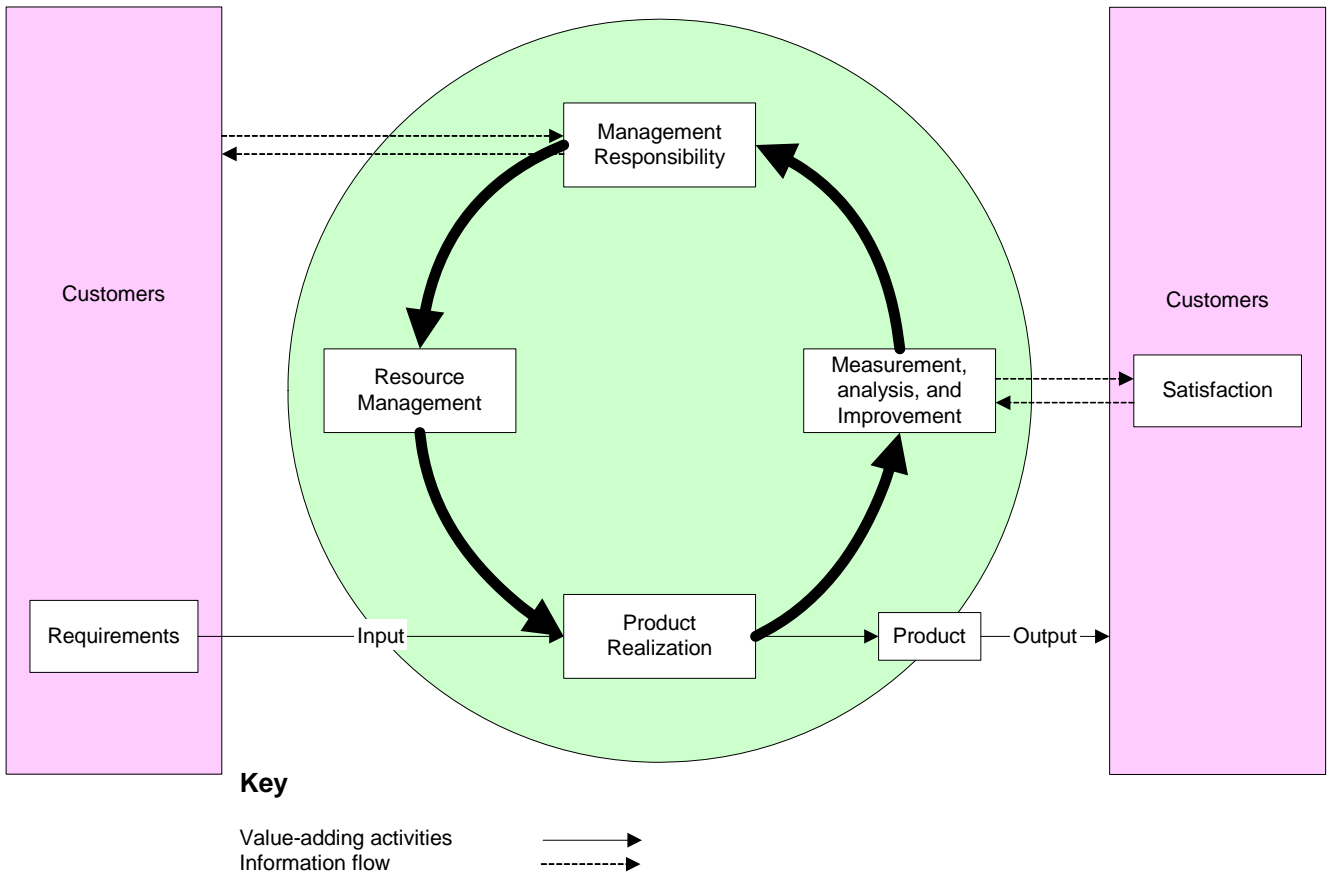 Management
Responsibility
Customers
Customers
Resource
Management
Measurement,
analysis, and
Improvement
Satisfaction
Requirements
Input
Product
Realization
Product
Output
Key
Value-adding activities
Information flow